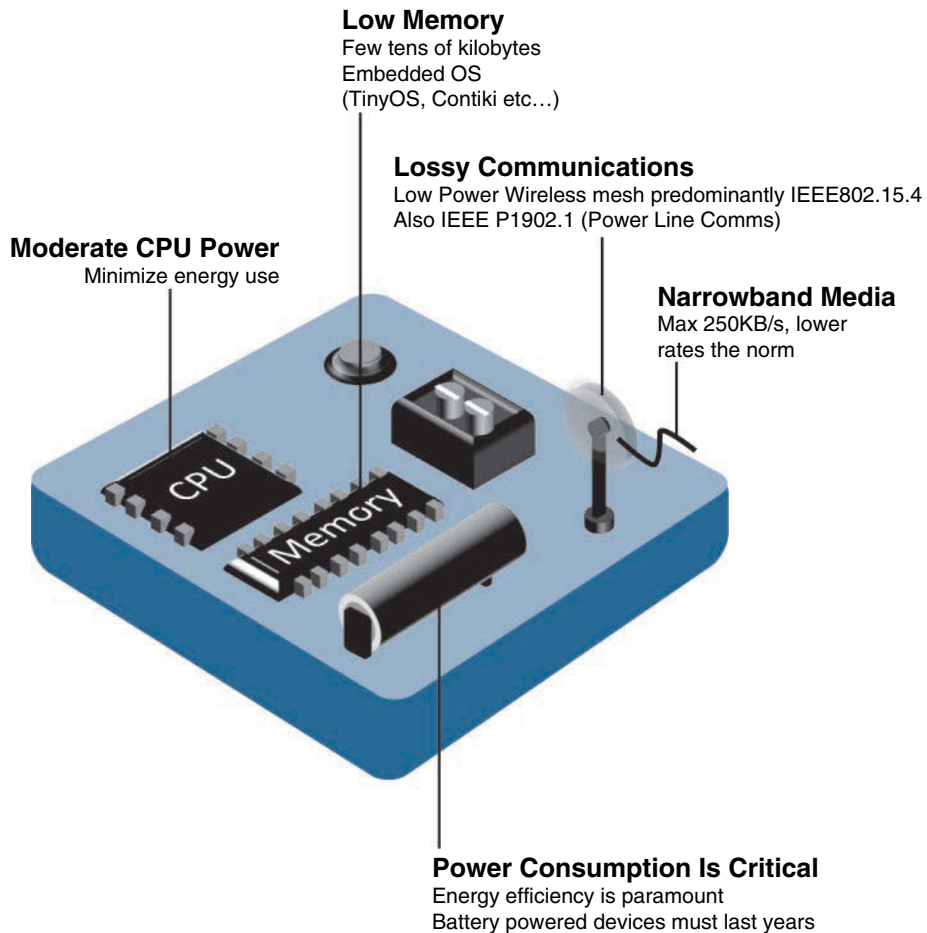 Low Memory
Few tens of kilobytes
Embedded OS
(TinyOS, Contiki etc…)
Lossy Communications
Low Power Wireless mesh predominantly IEEE802.15.4
Also IEEE P1902.1 (Power Line Comms)
Moderate CPU Power
Minimize energy use
Narrowband Media
Max 250KB/s, lower
rates the norm
CPU
Memory
Power Consumption Is Critical
Energy efficiency is paramount
Battery powered devices must last years